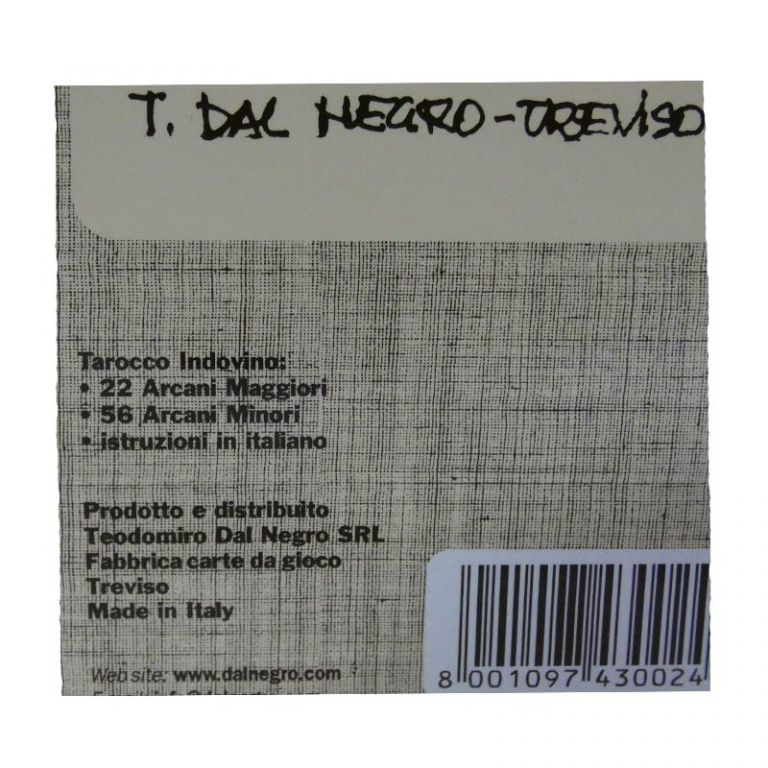 T. DAL NEGRO - TREVISO
Tarocco Indovino:
• 22 Arcani Maggiori
• 56 Arcani Minori
• istruzioni in italiano
Prodotto e distribuito
Teodomiro Dal Negro SRL
Fabbrica carte da gioco
Treviso
Made in Italy
Web site: www.dalnegro.com
8 001097 430024